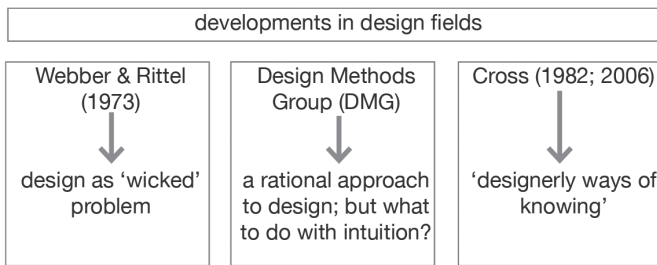 developments in design fields
Webber & Rittel
(1973)
design as ‘wicked’
problem
Design Methods
Group (DMG)
a rational approach
to design; but what
to do with intuition?
Cross (1982; 2006)
‘designerly ways of
knowing’